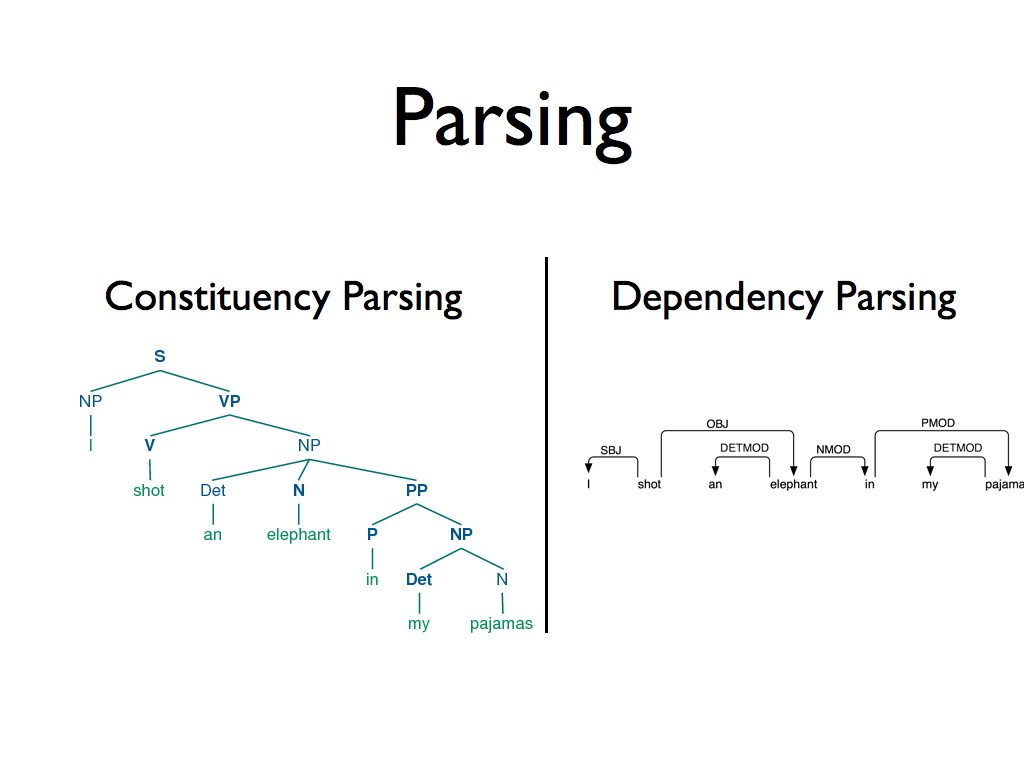 Parsing
Constituency Parsing
S
NP VP
I V NP
shot Det N PP
an elephant P NP
in Det N
my pajamas
Dependency Parsing
OBJ PMOD
SBJ DETMOD NMOD DETMOD
I shot an elephant in my pajama